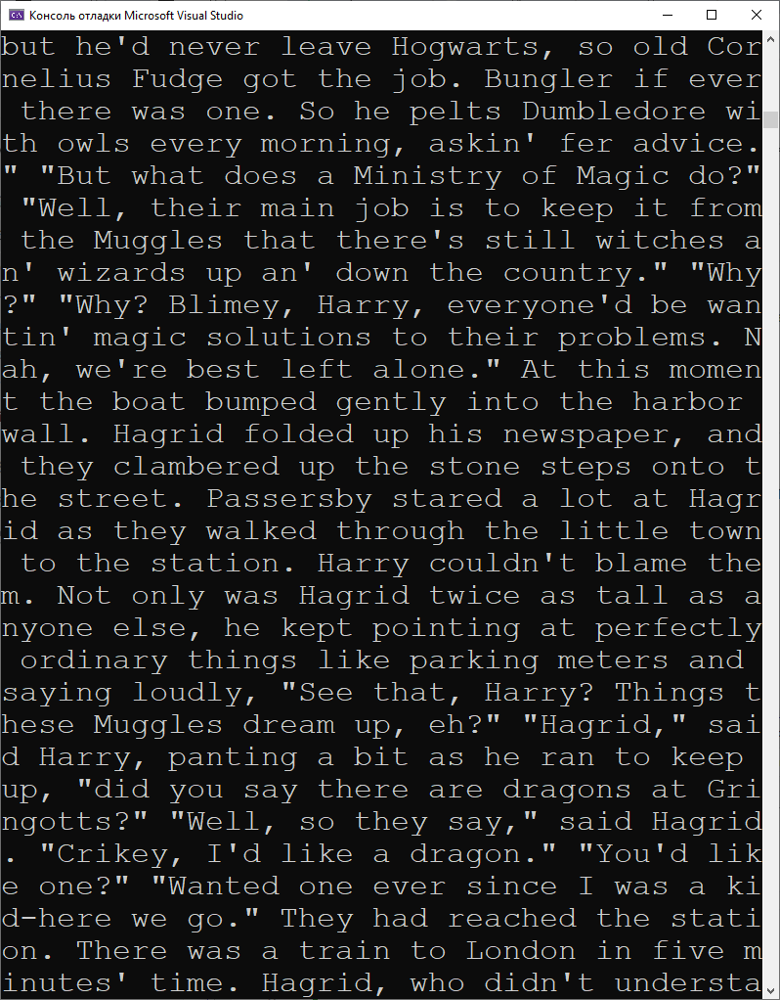 Консоль отладки Microsoft Visual Studio
but he'd never leave Hogwarts, so old Cor
nelius Fudge got the job. Bungler if ever
 there was one. So he pelts Dumbledore wi
th owls every morning, askin' fer advice.
" "But what does a Ministry of Magic do?"
 "Well, their main job is to keep it from
 the Muggles that there's still witches a
n' wizards up an' down the country." "Why
?" "Why? Blimey, Harry, everyone'd be wan
tin' magic solutions to their problems. N
ah, we're best left alone." At this momen
t the boat bumped gently into the harbor
wall. Hagrid folded up his newspaper, and
 they clambered up the stone steps onto t
he street. Passersby stared a lot at Hagr
id as they walked through the little town
 to the station. Harry couldn't blame the
m. Not only was Hagrid twice as tall as a
nyone else, he kept pointing at perfectly
 ordinary things like parking meters and
saying loudly, "See that, Harry? Things t
hese Muggles dream up, eh?" "Hagrid," sai
d Harry, panting a bit as he ran to keep
up, "did you say there are dragons at Gri
ngotts?" "Well, so they say," said Hagrid
. "Crikey, I'd like a dragon." "You'd lik
e one?" "Wanted one ever since I was a ki
d-here we go." They had reached the stati
on. There was a train to London in five m
inutes' time. Hagrid, who didn't understa